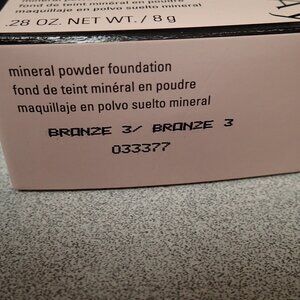 .28 OZ. NET WT. / 8 g
mineral powder foundation
fond de teint minéral en poudre
maquillaje en polvo suelto mineral
BRONZE 3/ BRONZE 3
033377